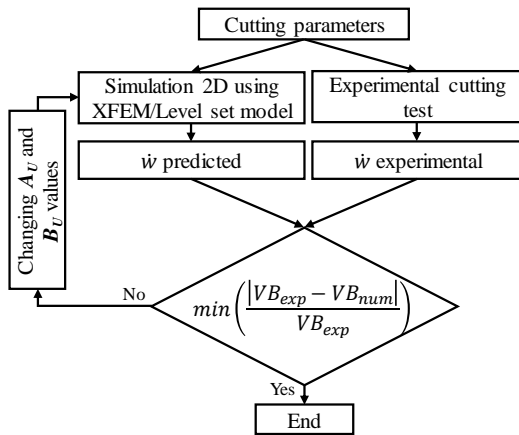 Cutting parameters
Simulation 2D using
XFEM/Level set model
Experimental cutting
test
ẇ predicted
ẇ experimental
Changing A_U and
B_U values
min(|VB_exp − VB_num| / VB_exp)
No
Yes
End